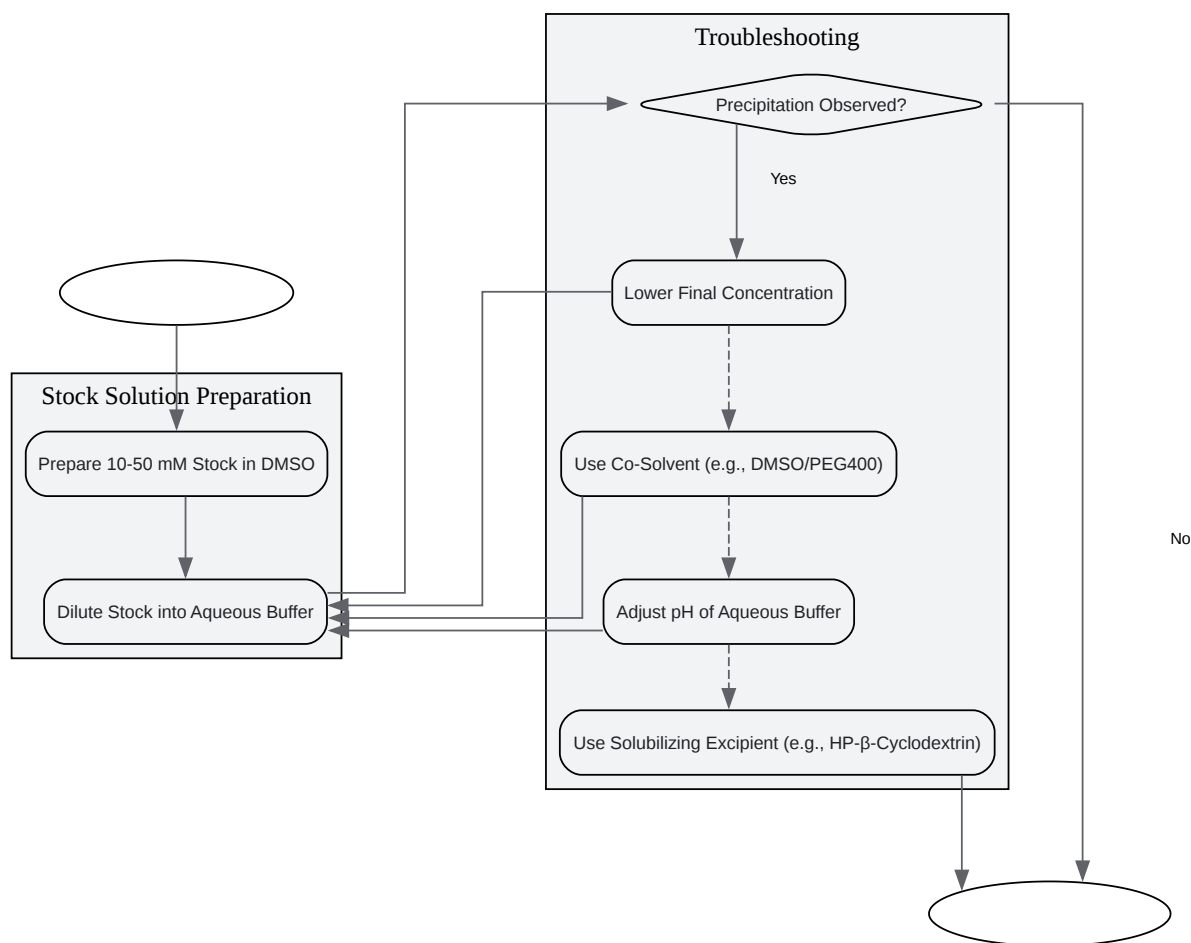 Troubleshooting
Precipitation Observed?
Yes
Lower Final Concentration
Stock Solution Preparation
Prepare 10-50 mM Stock in DMSO
Use Co-Solvent (e.g., DMSO/PEG400)
No
Dilute Stock into Aqueous Buffer
Adjust pH of Aqueous Buffer
Use Solubilizing Excipient (e.g., HP-β-Cyclodextrin)